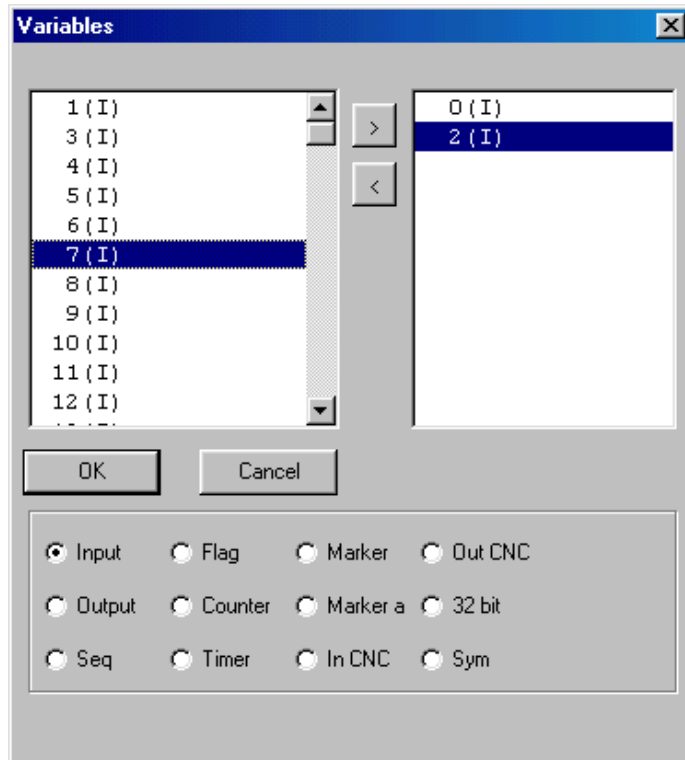 Variables
1(I)
3(I)
4(I)
5(I)
6(I)
7(I)
8(I)
9(I)
10(I)
11(I)
12(I)
>
<
0(I)
2(I)
OK Cancel
Input Flag Marker Out CNC
Output Counter Marker a 32 bit
Seq Timer In CNC Sym